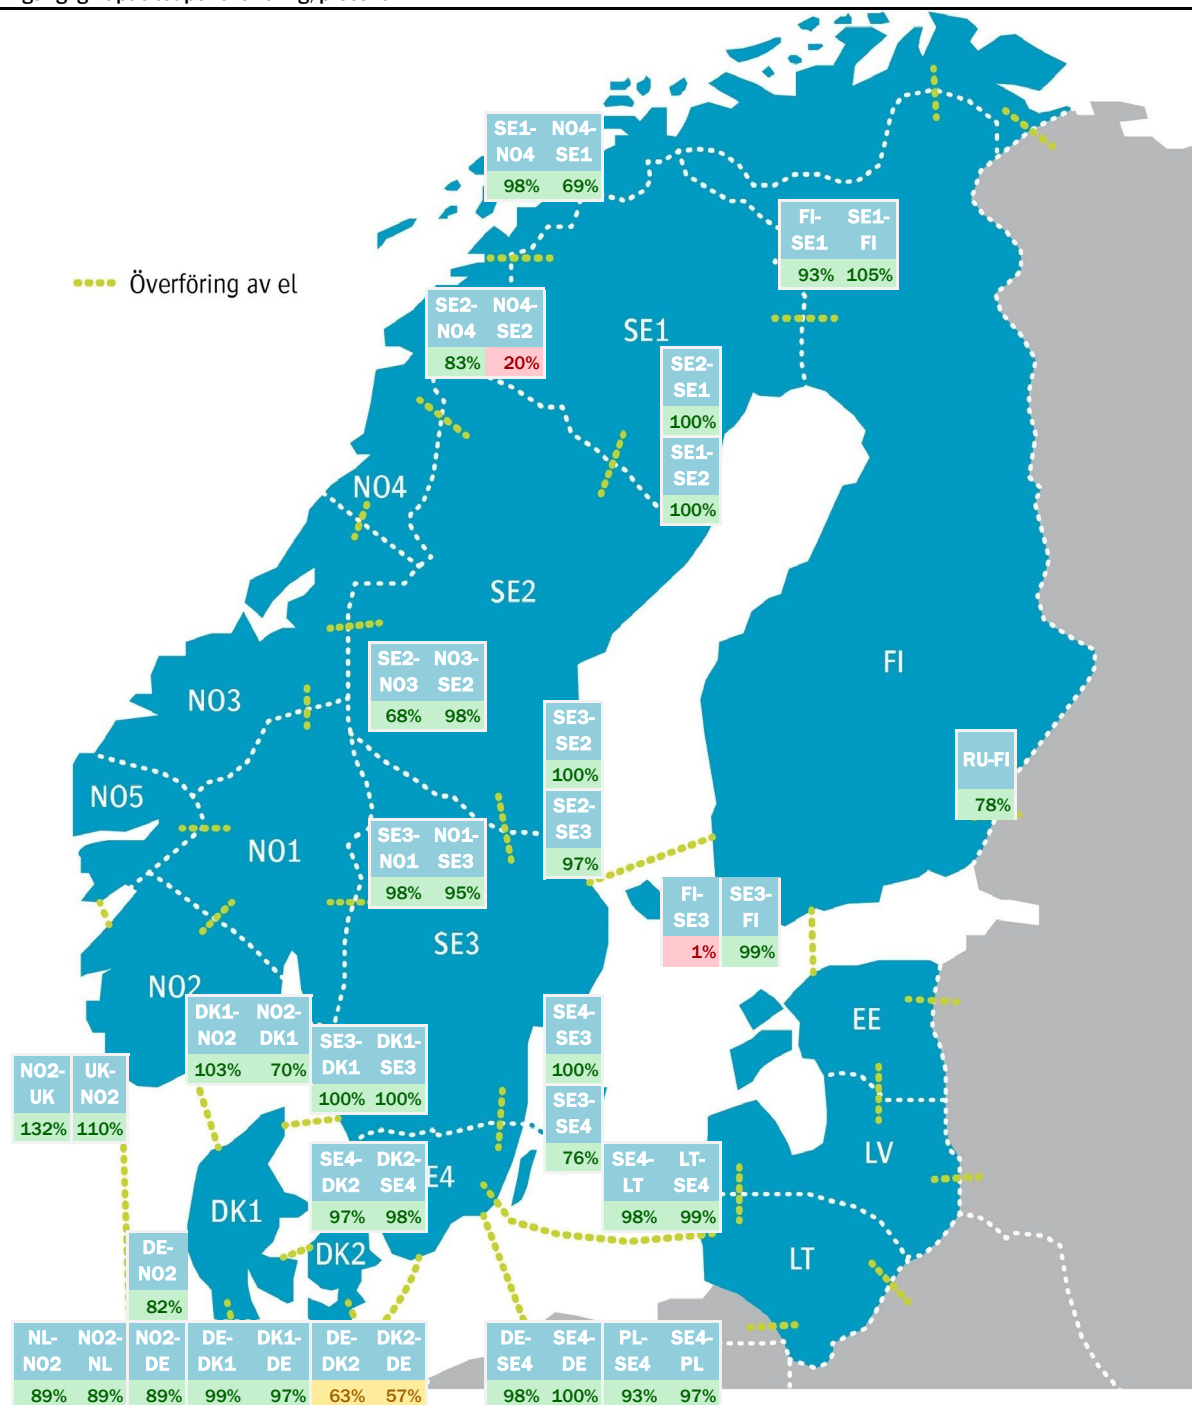 SE1- NO4-
NO4 SE1
98% 69%
FI- SE1-
SE1 FI
93% 105%
Överföring av el
SE2- NO4-
NO4 SE2
83% 20%
SE1
SE2-
SE1
100%
SE1-
SE2
100%
NO4
SE2
SE2- NO3-
NO3 SE2
68% 98%
FI
NO3
SE3-
SE2
100%
SE2-
SE3
97%
RU-FI
78%
NO5
NO1
SE3- NO1-
NO1 SE3
98% 95%
FI- SE3-
SE3 FI
1% 99%
SE3
NO2
DK1- NO2-
NO2 DK1
103% 70%
SE3- DK1-
DK1 SE3
100% 100%
SE4-
SE3
100%
SE3-
SE4
76%
EE
NO2- UK-
UK NO2
132% 110%
SE4- DK2-
DK2 SE4
97% 98%
E4
SE4- LT-
LT SE4
98% 99%
LV
DK1
DK2
LT
DE-
NO2
82%
NL- NO2- NO2- DE- DK1- DE- DK2- DE- SE4- PL- SE4-
NO2 NL DE DK1 DE DK2 DE SE4 DE SE4 PL
89% 89% 89% 99% 97% 63% 57% 98% 100% 93% 97%